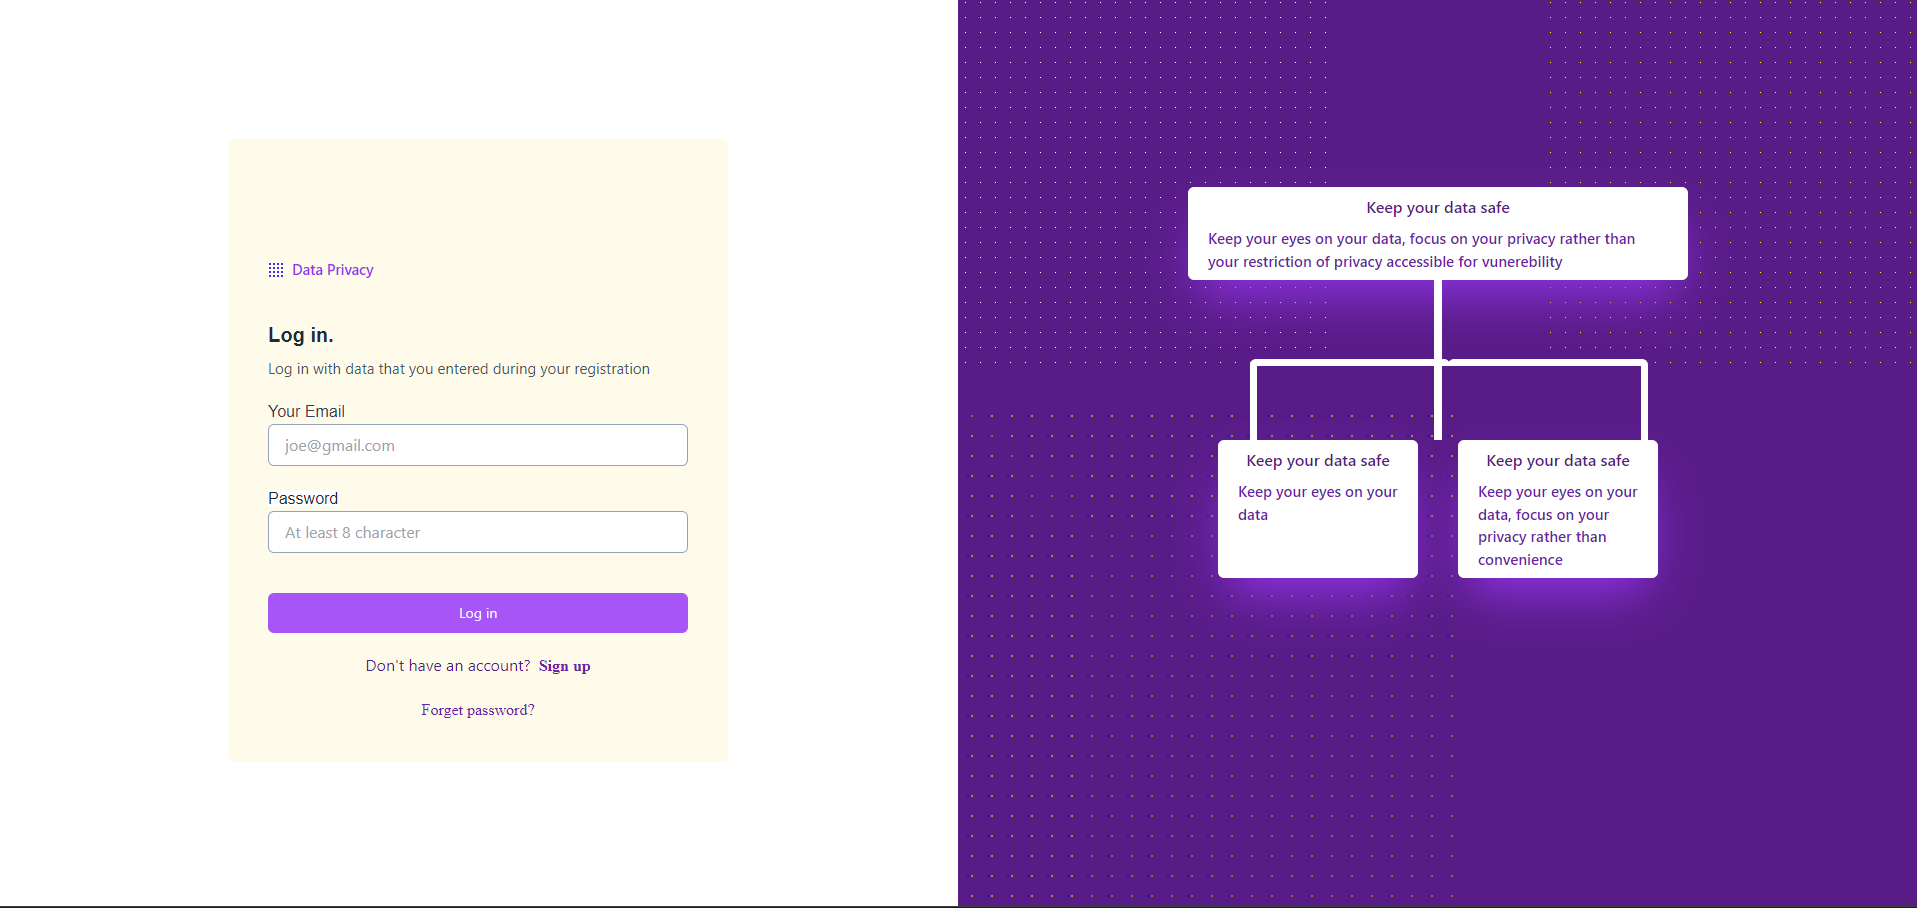 Data Privacy
Log in.
Log in with data that you entered during your registration
Your Email
joe@gmail.com
Password
At least 8 character
Log in
Don't have an account? Sign up
Forget password?
Keep your data safe
Keep your eyes on your data, focus on your privacy rather than
your restriction of privacy accessible for vunerebility
Keep your data safe
Keep your eyes on your
data
Keep your data safe
Keep your eyes on your
data, focus on your
privacy rather than
convenience